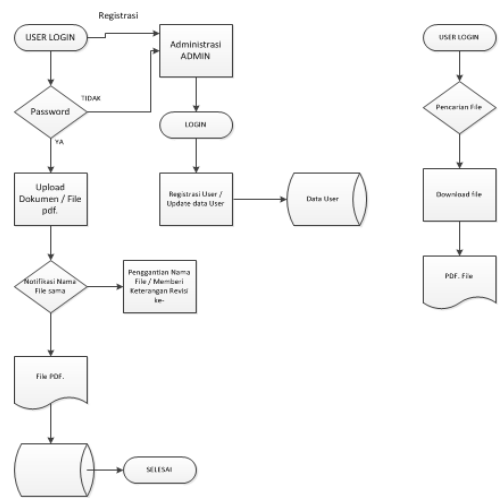 Registrasi
USER LOGIN
Administrasi
ADMIN
USER LOGIN
Password
TIDAK
YA
LOGIN
Pencarian File
Upload
Dokumen / File
pdf.
Registrasi User /
Update data User
Data User
Download file
Notifikasi Nama
File sama
Penggantian Nama
File / Memberi
Keterangan Revisi
ke-
PDF. File
File PDF.
SELESAI